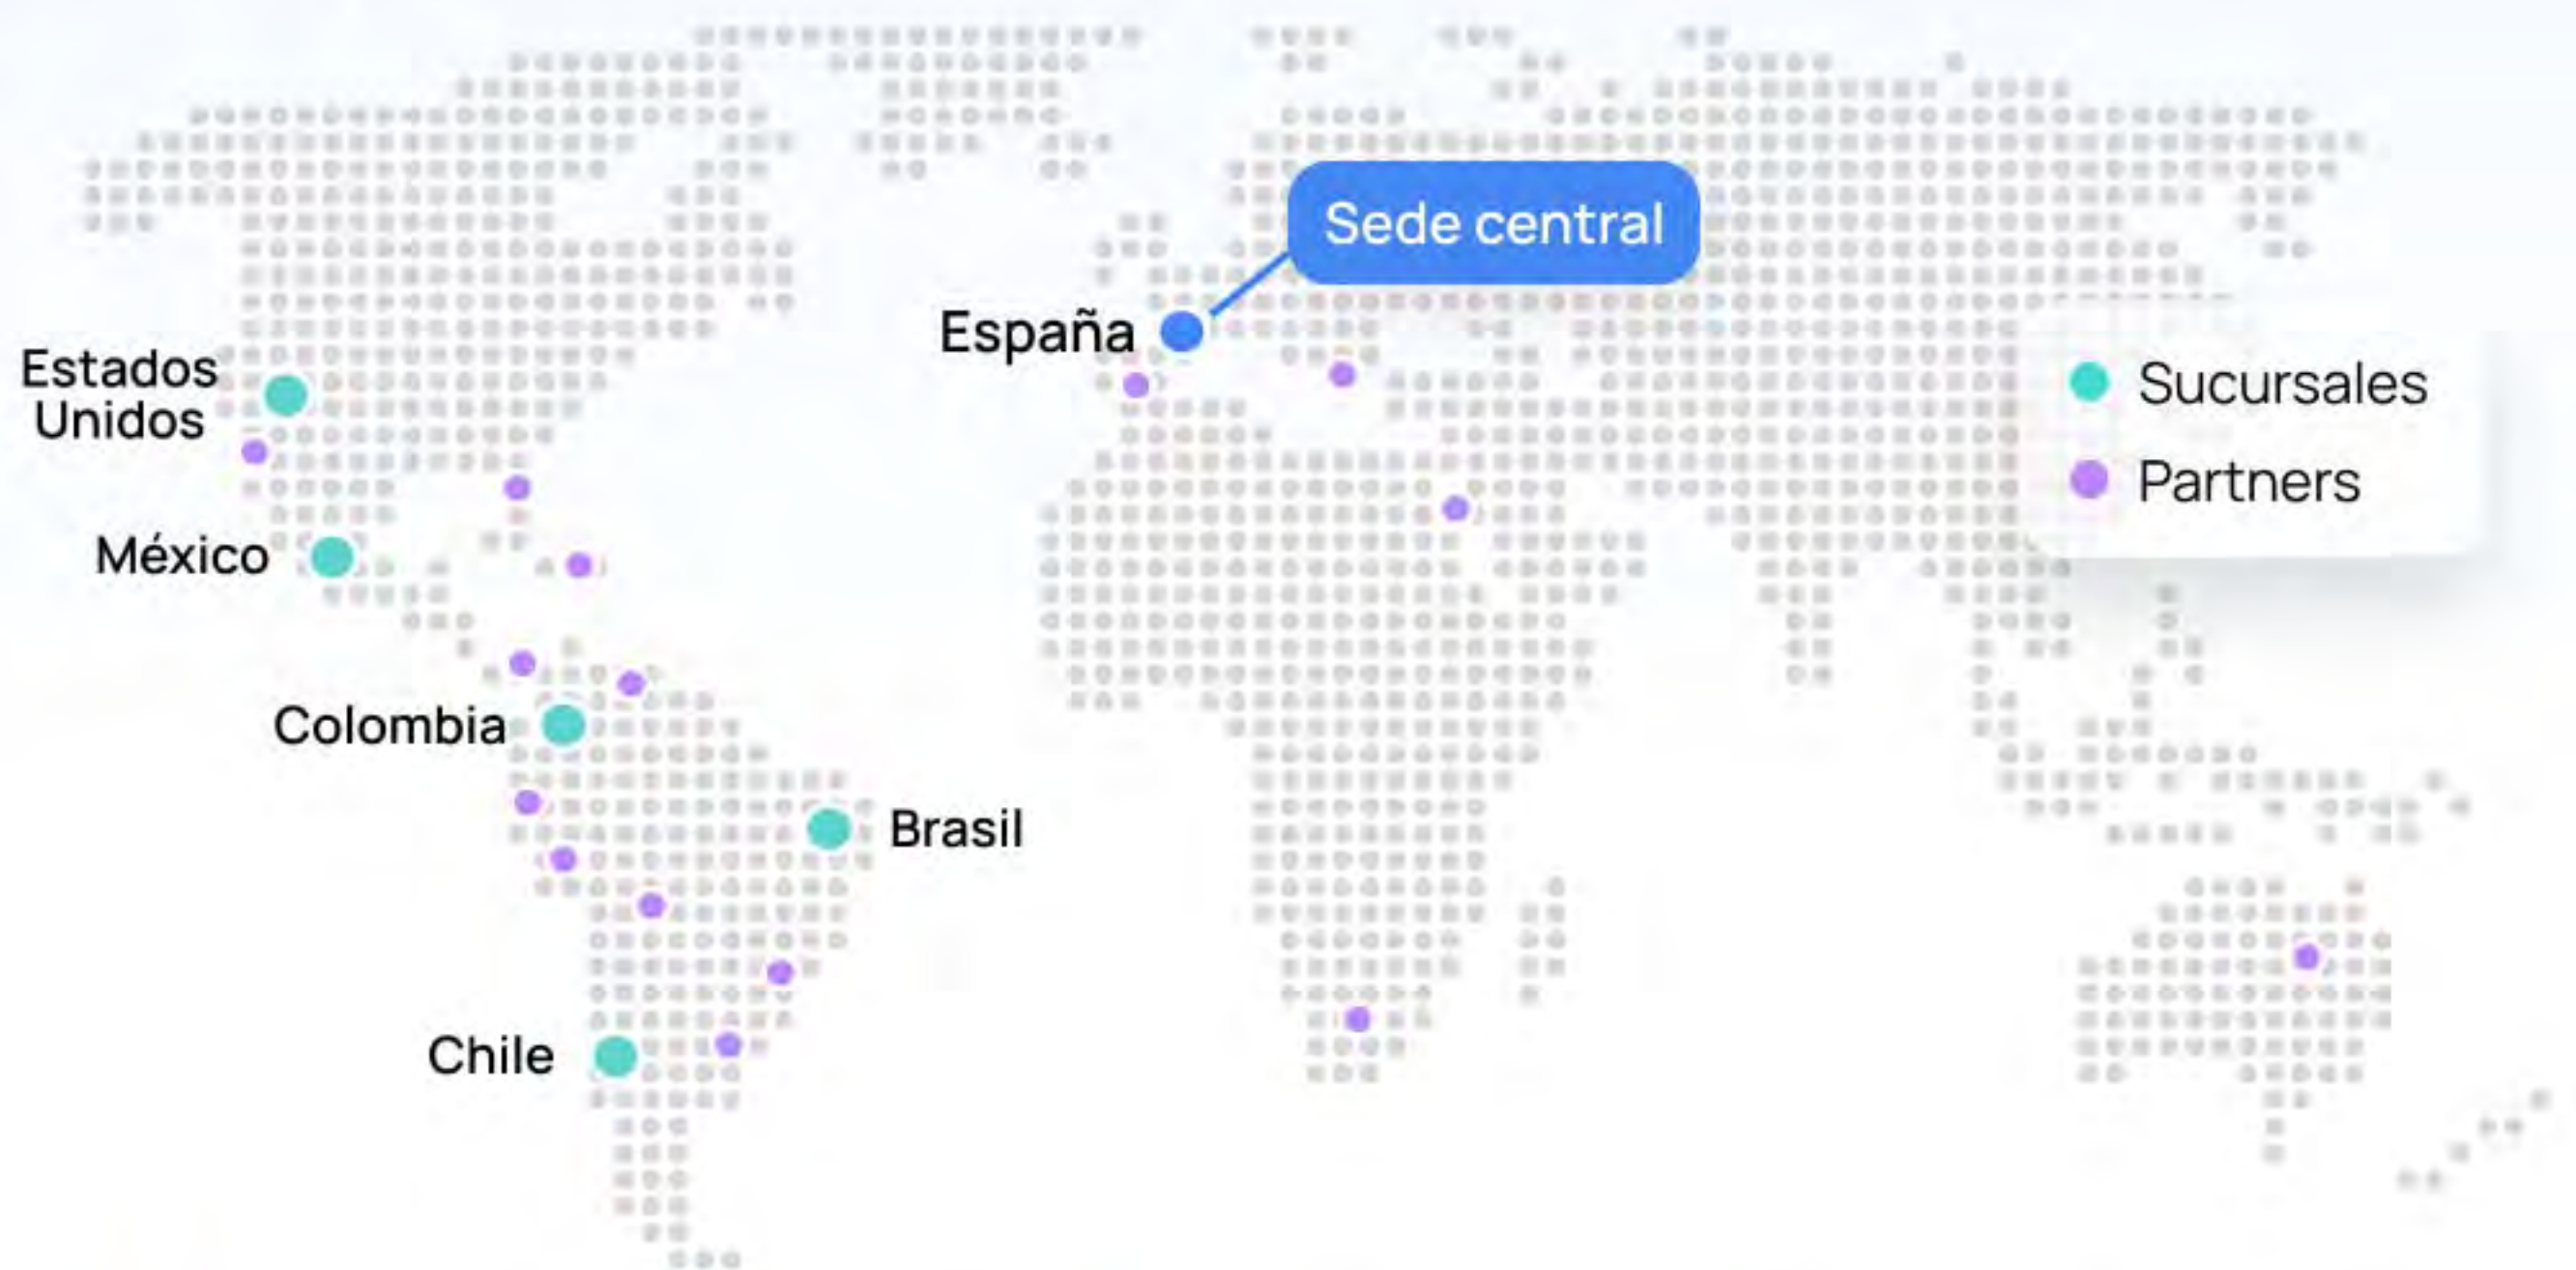 Sede central
España
Estados
Unidos
Sucursales
Partners
México
Colombia
Brasil
Chile